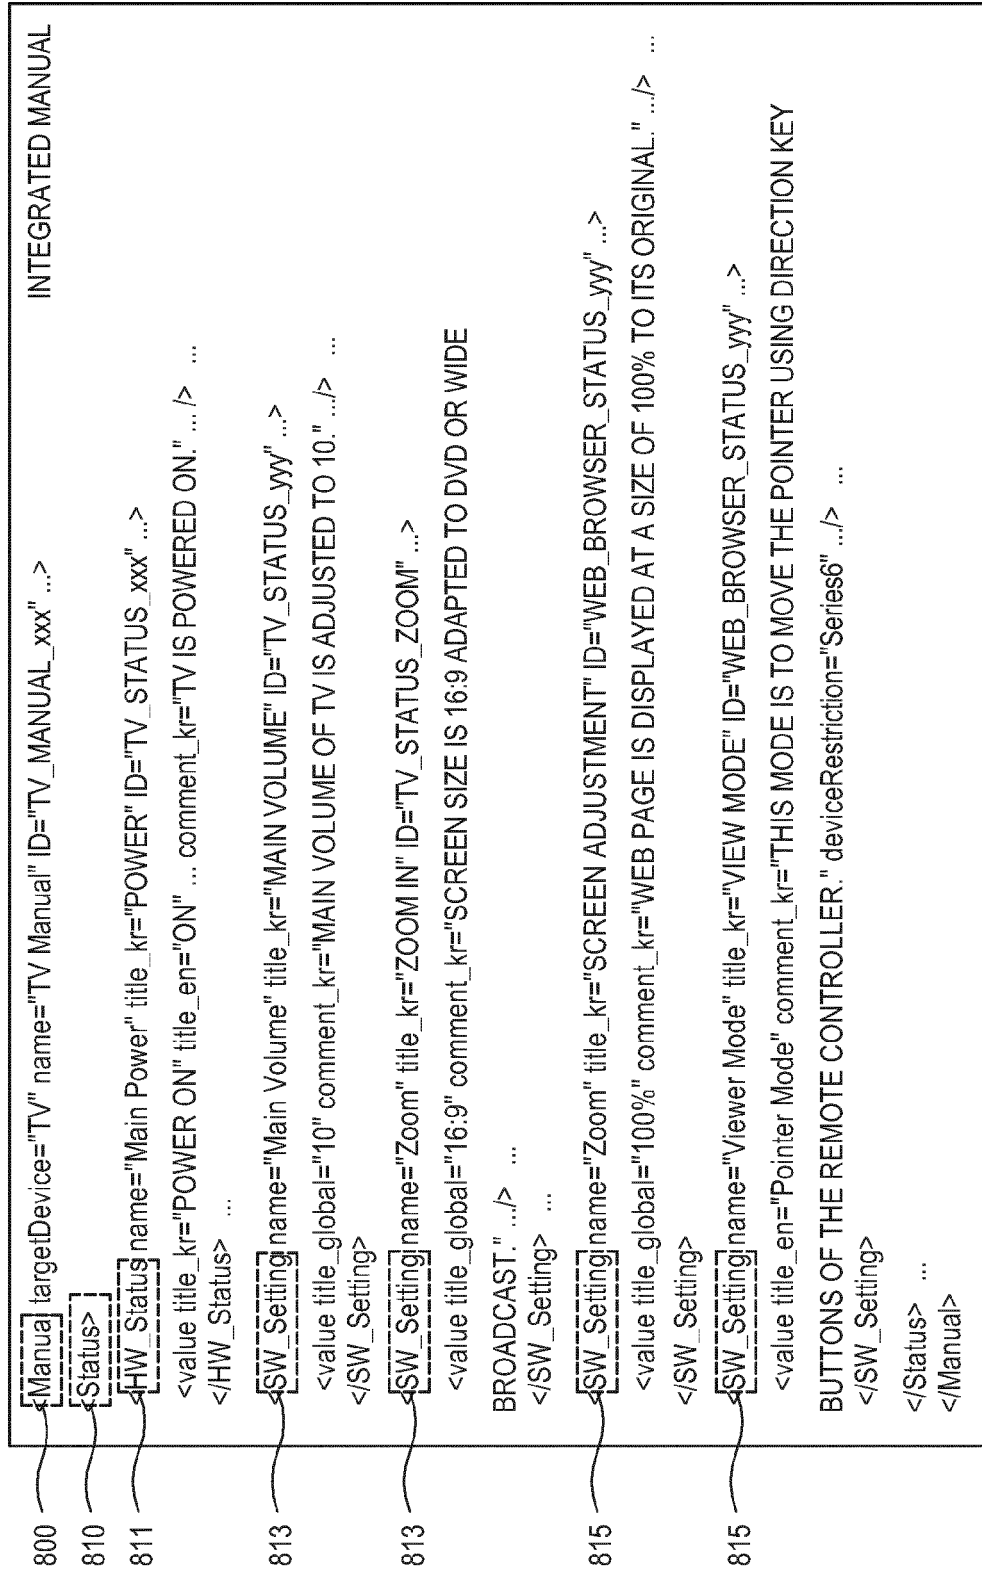 INTEGRATED MANUAL
800 <Manual targetDevice="TV" name="TV Manual" ID="TV_MANUAL_xxx" ...>
810 <Status>
811 <HW_Status name="Main Power" title_kr="POWER" ID="TV_STATUS_xxx" ...>
<value title_kr="POWER ON" title_en="ON" ... comment_kr="TV IS POWERED ON." ... /> ...
</HW_Status> ...
813 <SW_Setting name="Main Volume" title_kr="MAIN VOLUME" ID="TV_STATUS_yyy" ...>
<value title_global="10" comment_kr="MAIN VOLUME OF TV IS ADJUSTED TO 10." .../> ...
</SW_Setting>
813 <SW_Setting name="Zoom" title_kr="ZOOM IN" ID="TV_STATUS_ZOOM" ...>
<value title_global="16:9" comment_kr="SCREEN SIZE IS 16:9 ADAPTED TO DVD OR WIDE
BROADCAST." .../> ...
</SW_Setting> ...
815 <SW_Setting name="Zoom" title_kr="SCREEN ADJUSTMENT" ID="WEB_BROWSER_STATUS_yyy" ...>
<value title_global="100%" comment_kr="WEB PAGE IS DISPLAYED AT A SIZE OF 100% TO ITS ORIGINAL." .../> ...
</SW_Setting>
815 <SW_Setting name="Viewer Mode" title_kr="VIEW MODE" ID="WEB_BROWSER_STATUS_yyy" ...>
<value title_en="Pointer Mode" comment_kr="THIS MODE IS TO MOVE THE POINTER USING DIRECTION KEY
BUTTONS OF THE REMOTE CONTROLLER." deviceRestriction="Series6" .../> ...
</SW_Setting>
</Status> ...
</Manual>